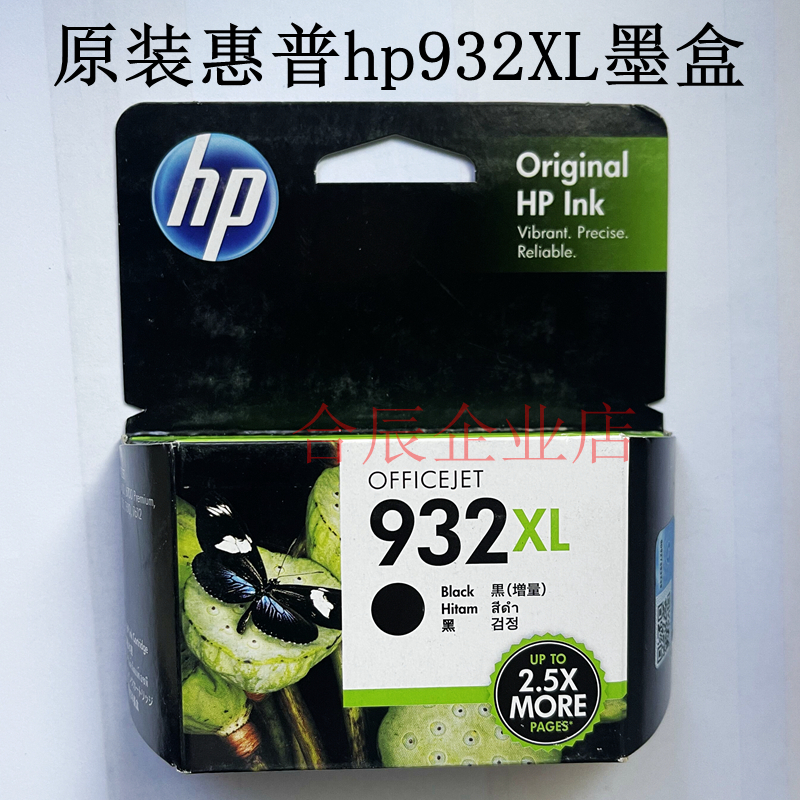 原装惠普hp932XL墨盒
hp
Original
HP Ink
Vibrant. Precise.
Reliable.
合辰企业店
OFFICEJET
932XL
Black 黒(増量)
Hitam สีดำ
黑 검정
UP TO
2.5X
MORE
PAGES*